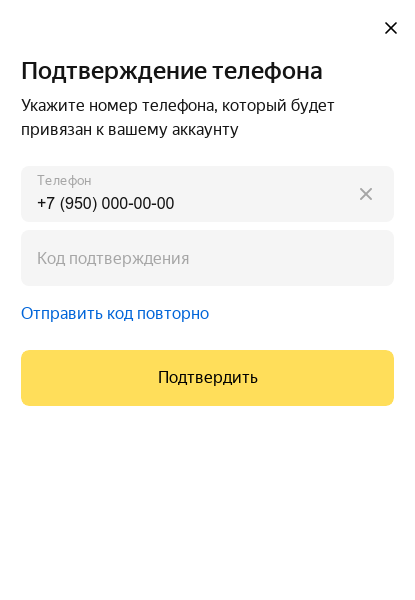 Подтверждение телефона
Укажите номер телефона, который будет
привязан к вашему аккаунту
Телефон
+7 (950) 000-00-00
Код подтверждения
Отправить код повторно
Подтвердить